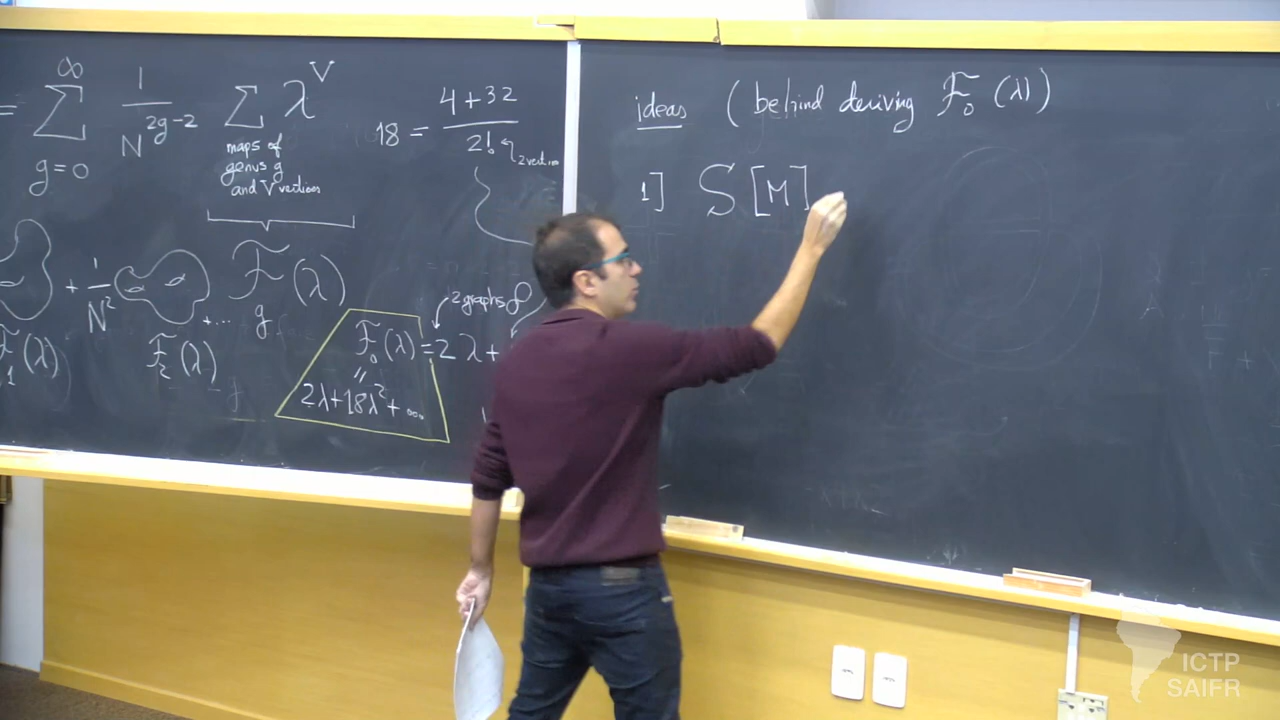 = ∑_{g=0}^{∞} 1/N^{2g-2} ∑ λ^V
maps of
genus g
and V vertices
18 = (4+32)/2!
2 vertices
+ 1/N²
+...
F_g(λ)
(λ)
F_2(λ)
2 graphs
F_0(λ) = 2λ +
"
2λ+18λ²+...
ideas (behind deriving F_0(λ))
1] S[M]
ICTP
SAIFR